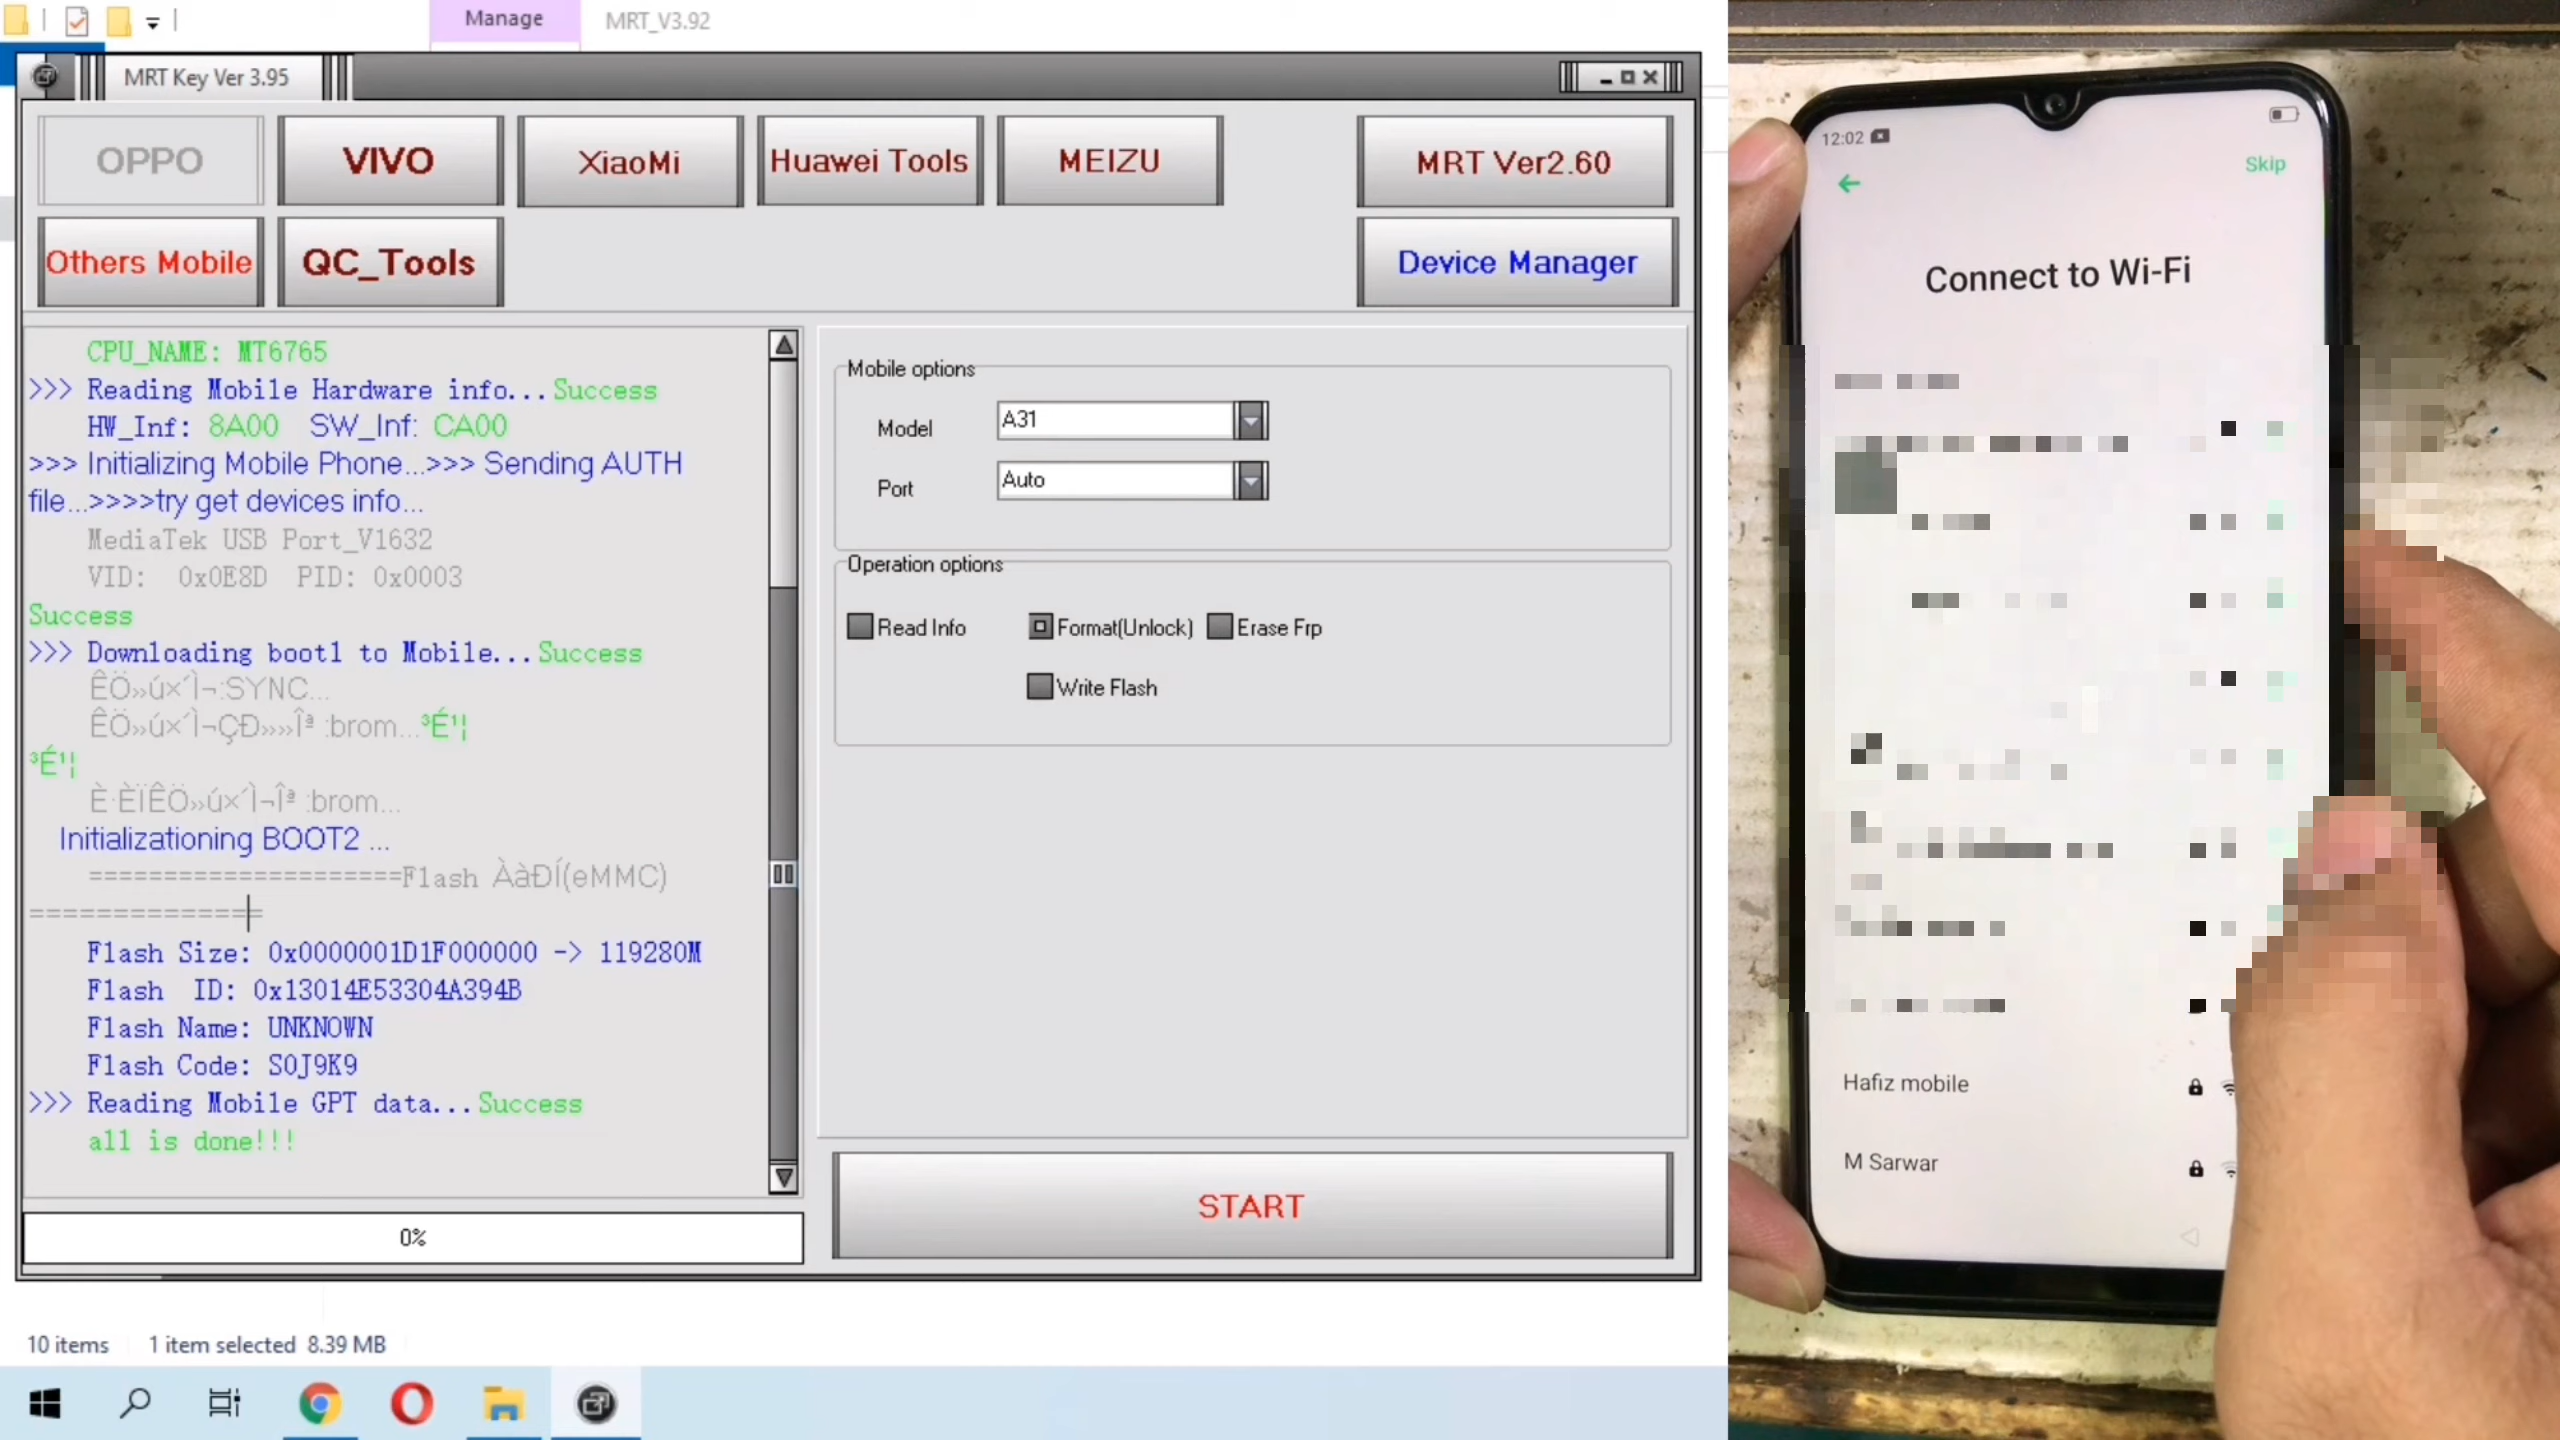 Manage
MRT_V3.92
MRT Key Ver 3.95
OPPO
VIVO
XiaoMi
Huawei Tools
MEIZU
MRT Ver2.60
Others Mobile
QC_Tools
Device Manager
CPU_NAME: MT6765
>>> Reading Mobile Hardware info...Success
HW_Inf: 8A00 SW_Inf: CA00
>>> Initializing Mobile Phone...>>> Sending AUTH
file...>>>>try get devices info...
MediaTek USB Port_V1632
VID: 0x0E8D PID: 0x0003
Success
>>> Downloading boot1 to Mobile...Success
ÊÖ»ú×´Ì¬:SYNC...
ÊÖ»ú×´Ì¬ÇÐ»»Îª :brom...³É¹¦
³É¹¦
È·ÈÏÊÖ»ú×´Ì¬Îª :brom...
Initializationing BOOT2 ...
=====================Flash ÀàÐÍ(eMMC)
================
Flash Size: 0x0000001D1F000000 -> 119280M
Flash ID: 0x13014E53304A394B
Flash Name: UNKNOWN
Flash Code: S0J9K9
>>> Reading Mobile GPT data...Success
all is done!!!
0%
Mobile options
Model
A31
Port
Auto
Operation options
Read Info
Format(Unlock)
Erase Frp
Write Flash
START
10 items
1 item selected 8.39 MB
12:02
Skip
Connect to Wi-Fi
Hafiz mobile
M Sarwar